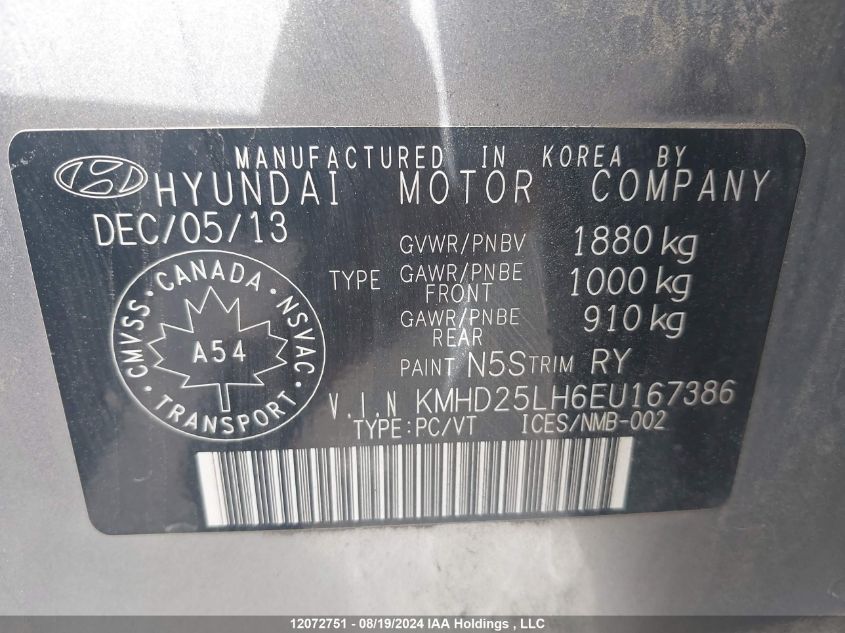 MANUFACTURED IN KOREA BY
HYUNDAI MOTOR COMPANY
DEC/05/13
GVWR/PNBV 1880 kg
TYPE GAWR/PNBE FRONT 1000 kg
GAWR/PNBE REAR 910 kg
PAINT N5S TRIM RY
V.I.N KMHD25LH6EU167386
TYPE:PC/VT ICES/NMB-002
CANADA
CMVSS · NSVAC
A54
TRANSPORT
12072751 - 08/19/2024 IAA Holdings , LLC